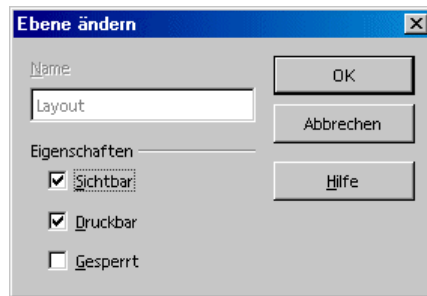 Ebene ändern
Name
Layout
Eigenschaften
Sichtbar
Druckbar
Gesperrt
OK
Abbrechen
Hilfe